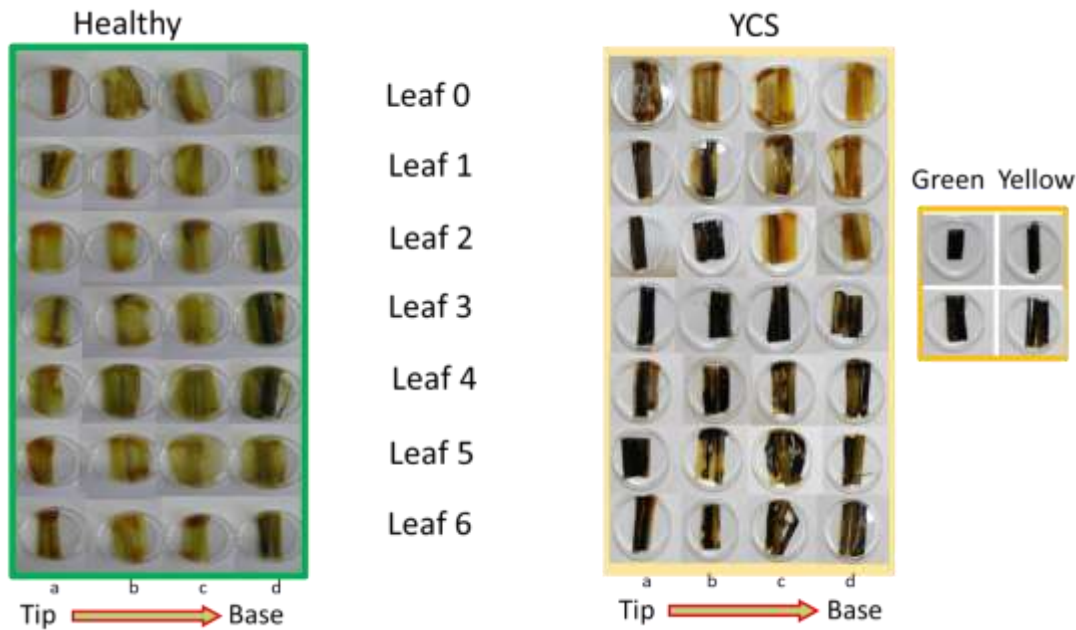 Healthy
YCS
Leaf 0
Leaf 1
Green Yellow
Leaf 2
Leaf 3
Leaf 4
Leaf 5
Leaf 6
a b c d
a b c d
Tip Base
Tip Base